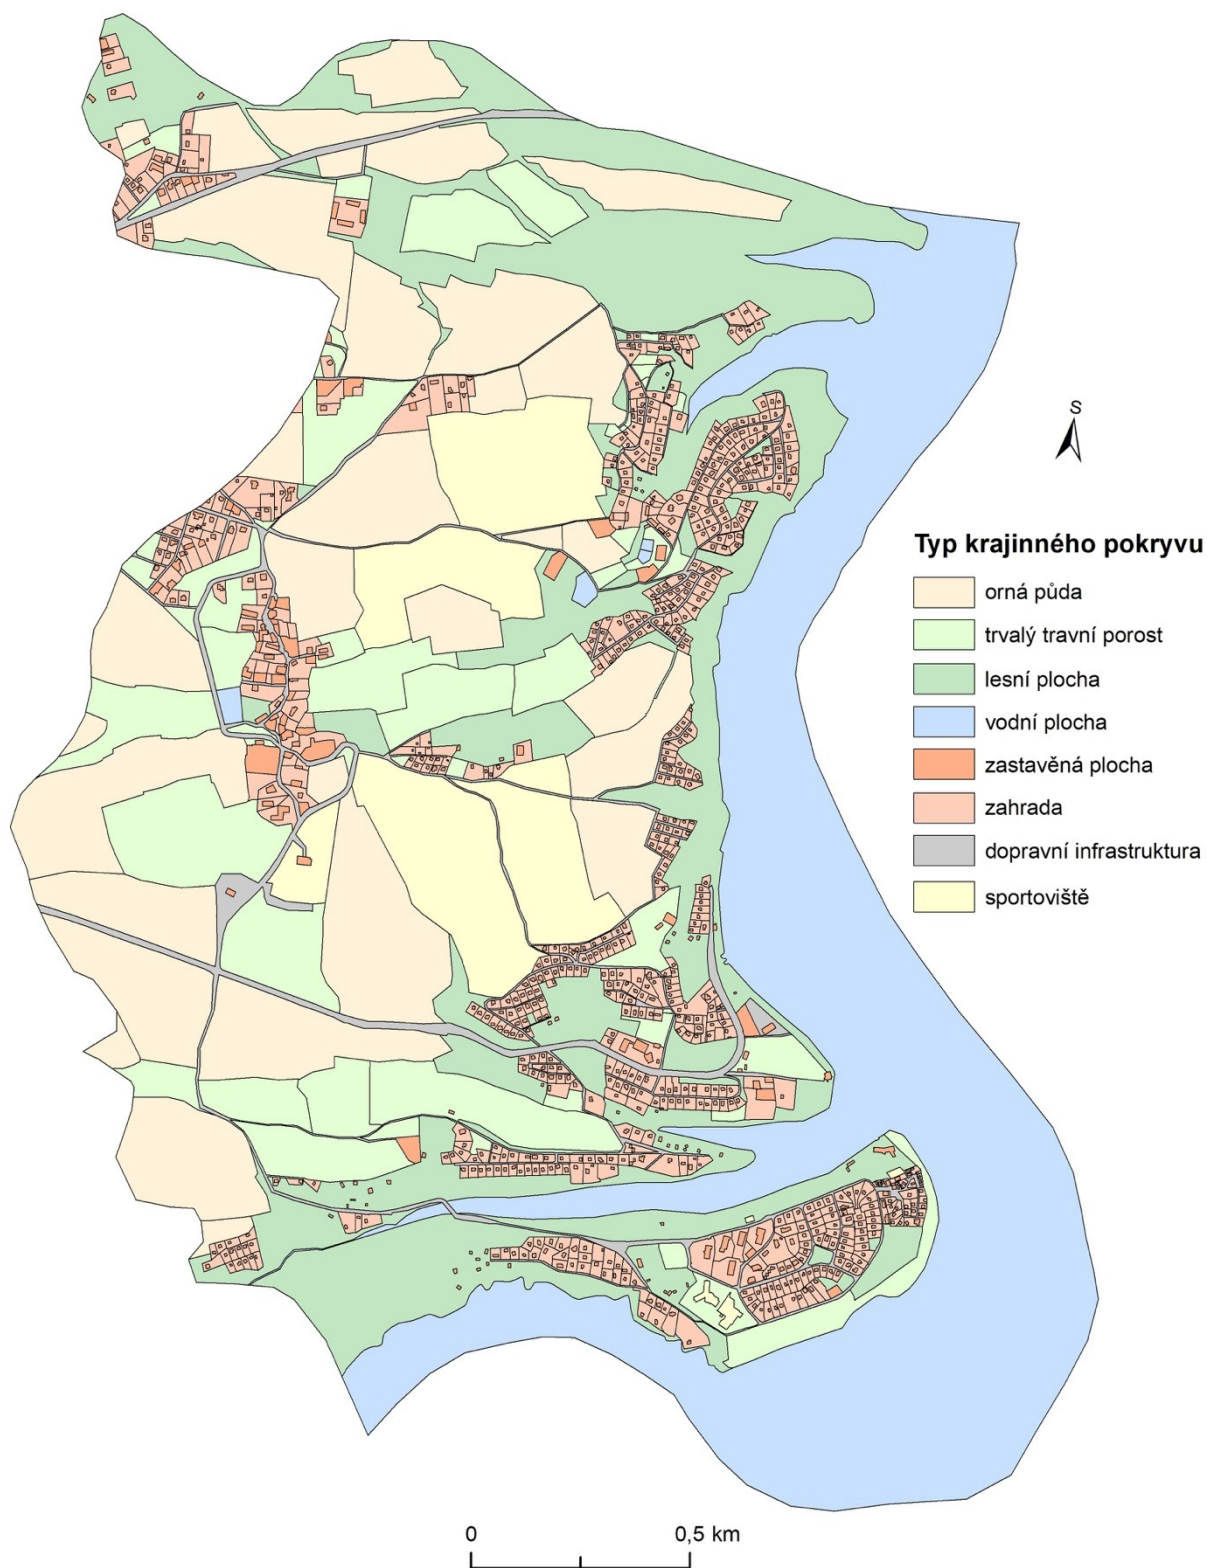 S
Typ krajinného pokryvu
orná půda
trvalý travní porost
lesní plocha
vodní plocha
zastavěná plocha
zahrada
dopravní infrastruktura
sportoviště
0 0,5 km